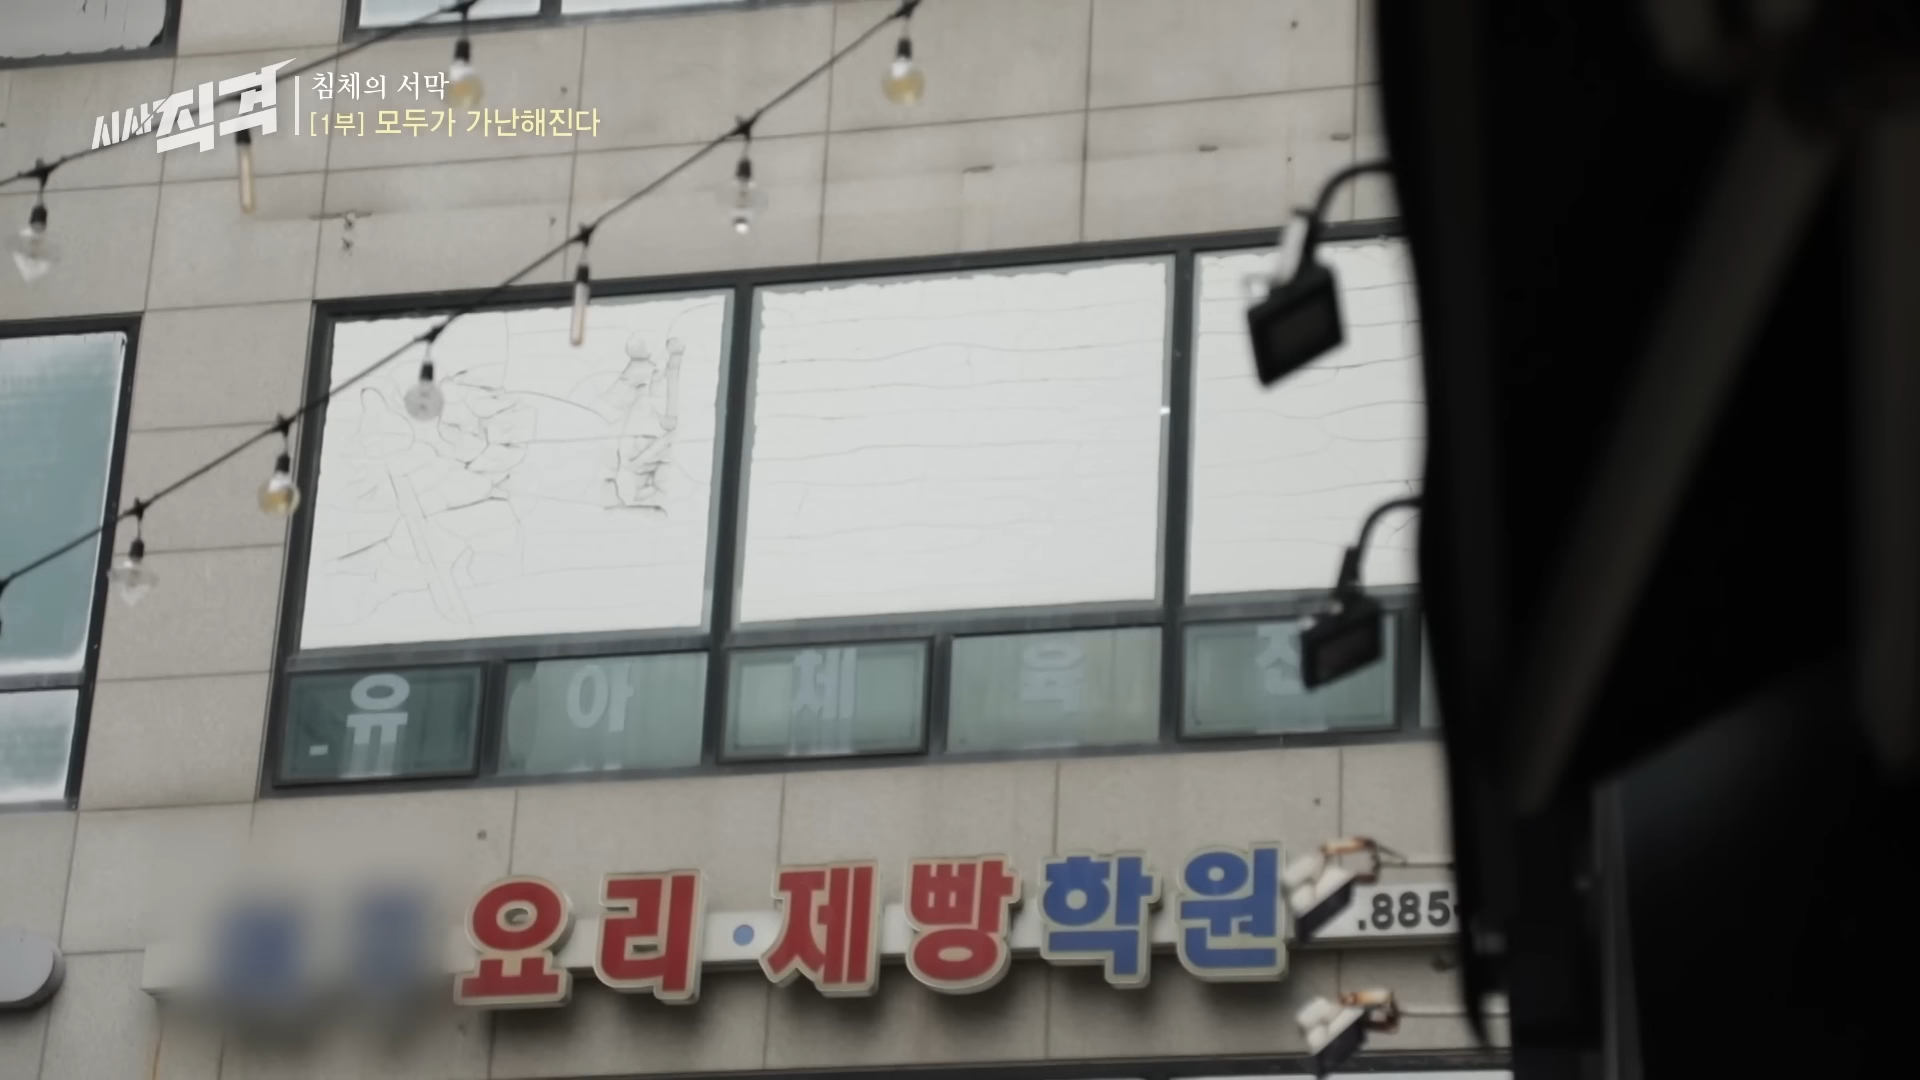 시사직격
침체의 서막
[1부] 모두가 가난해진다
유아체육
요리·제빵학원
.885